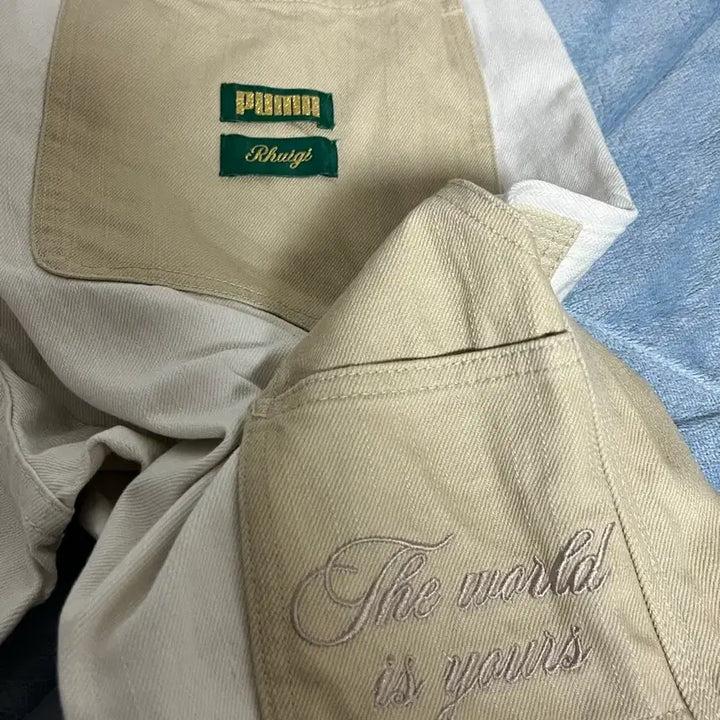 PUMA
Rhuigi
The world
is yours